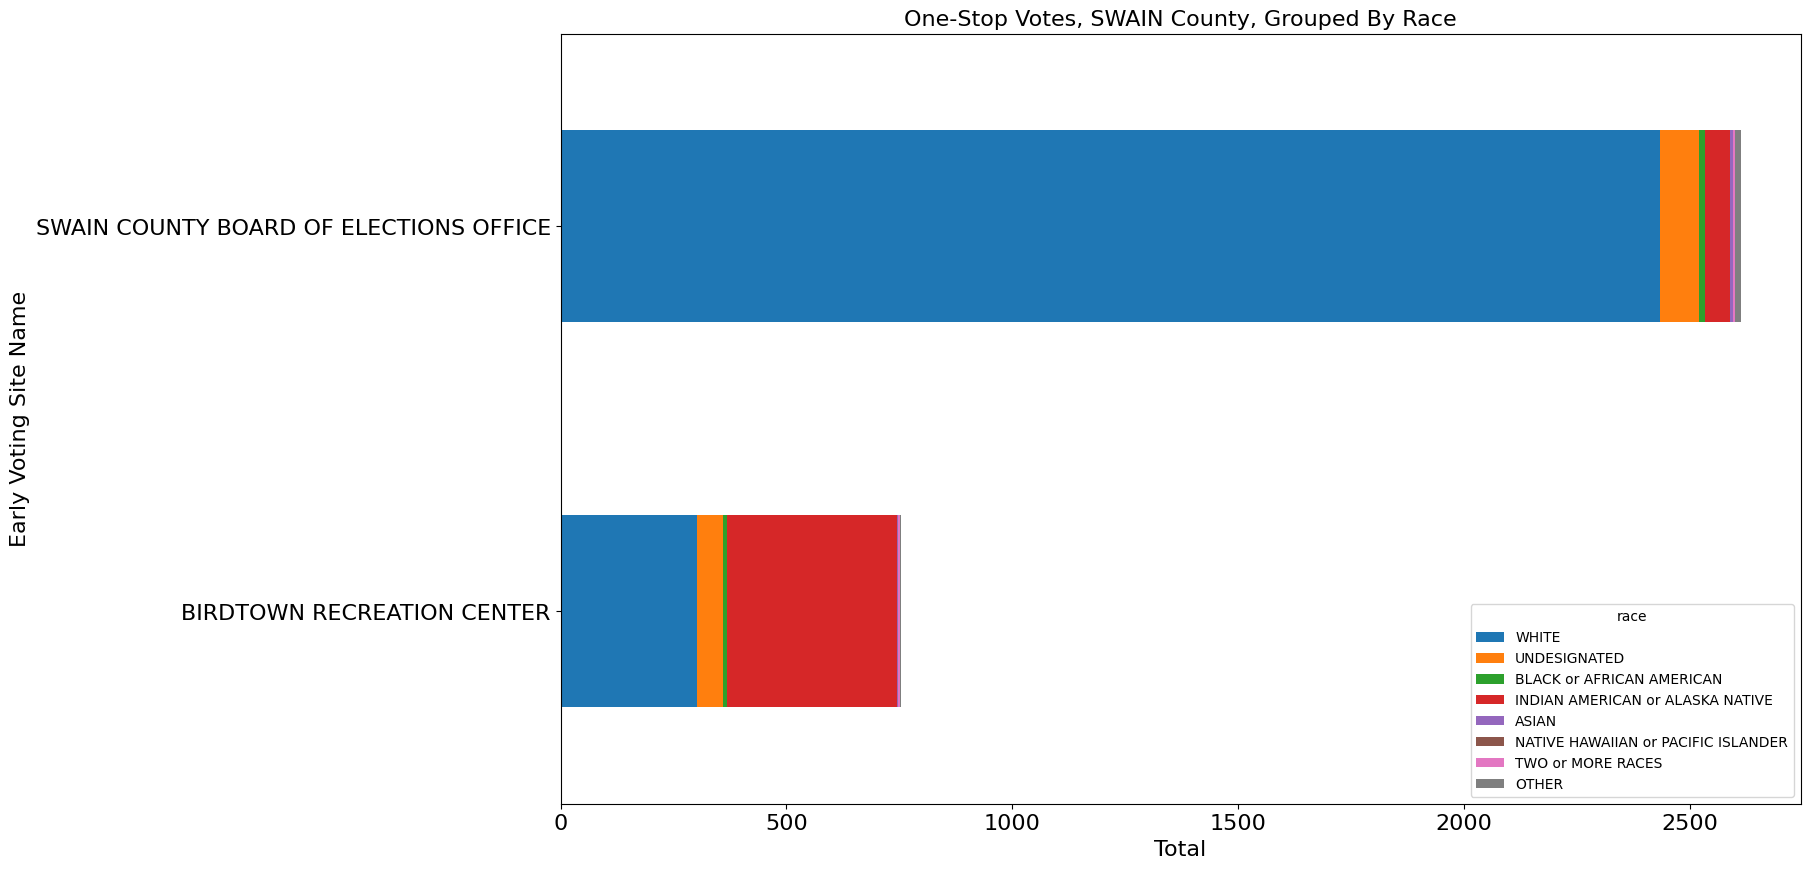 One-Stop Votes, SWAIN County, Grouped By Race
Early Voting Site Name
SWAIN COUNTY BOARD OF ELECTIONS OFFICE
BIRDTOWN RECREATION CENTER
race
WHITE
UNDESIGNATED
BLACK or AFRICAN AMERICAN
INDIAN AMERICAN or ALASKA NATIVE
ASIAN
NATIVE HAWAIIAN or PACIFIC ISLANDER
TWO or MORE RACES
OTHER
0 500 1000 1500 2000 2500
Total